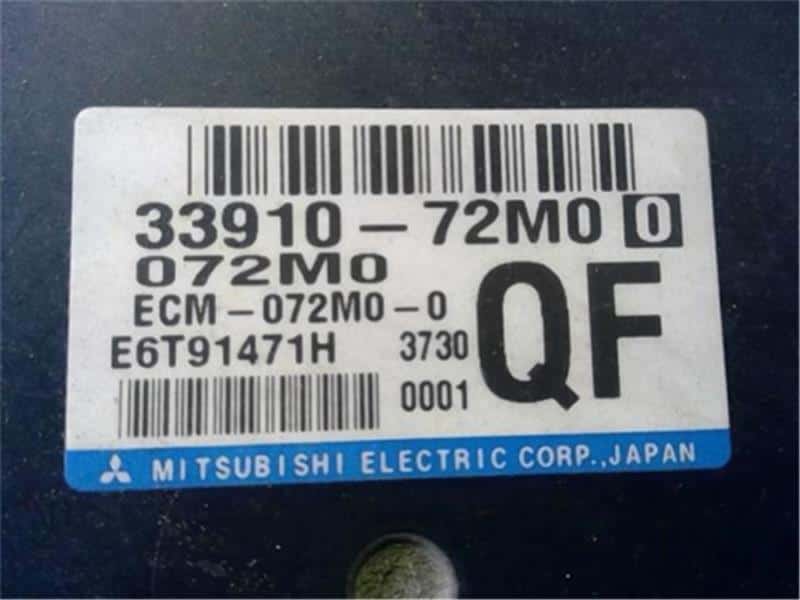 33910-72M0 0
072M0
ECM-072M0-0
QF
E6T91471H 3730
0001
MITSUBISHI ELECTRIC CORP.,JAPAN